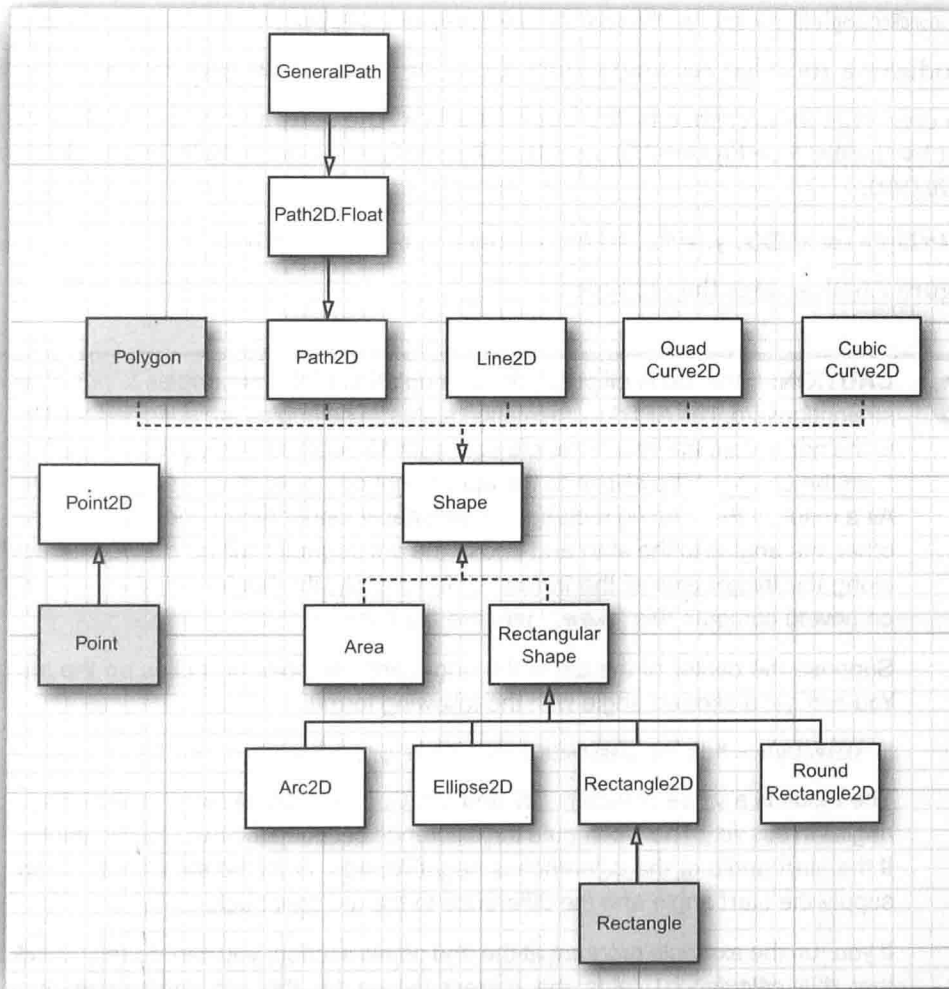 GeneralPath
Path2D.Float
Polygon
Path2D
Line2D
Quad
Curve2D
Cubic
Curve2D
Point2D
Shape
Point
Area
Rectangular
Shape
Arc2D
Ellipse2D
Rectangle2D
Round
Rectangle2D
Rectangle